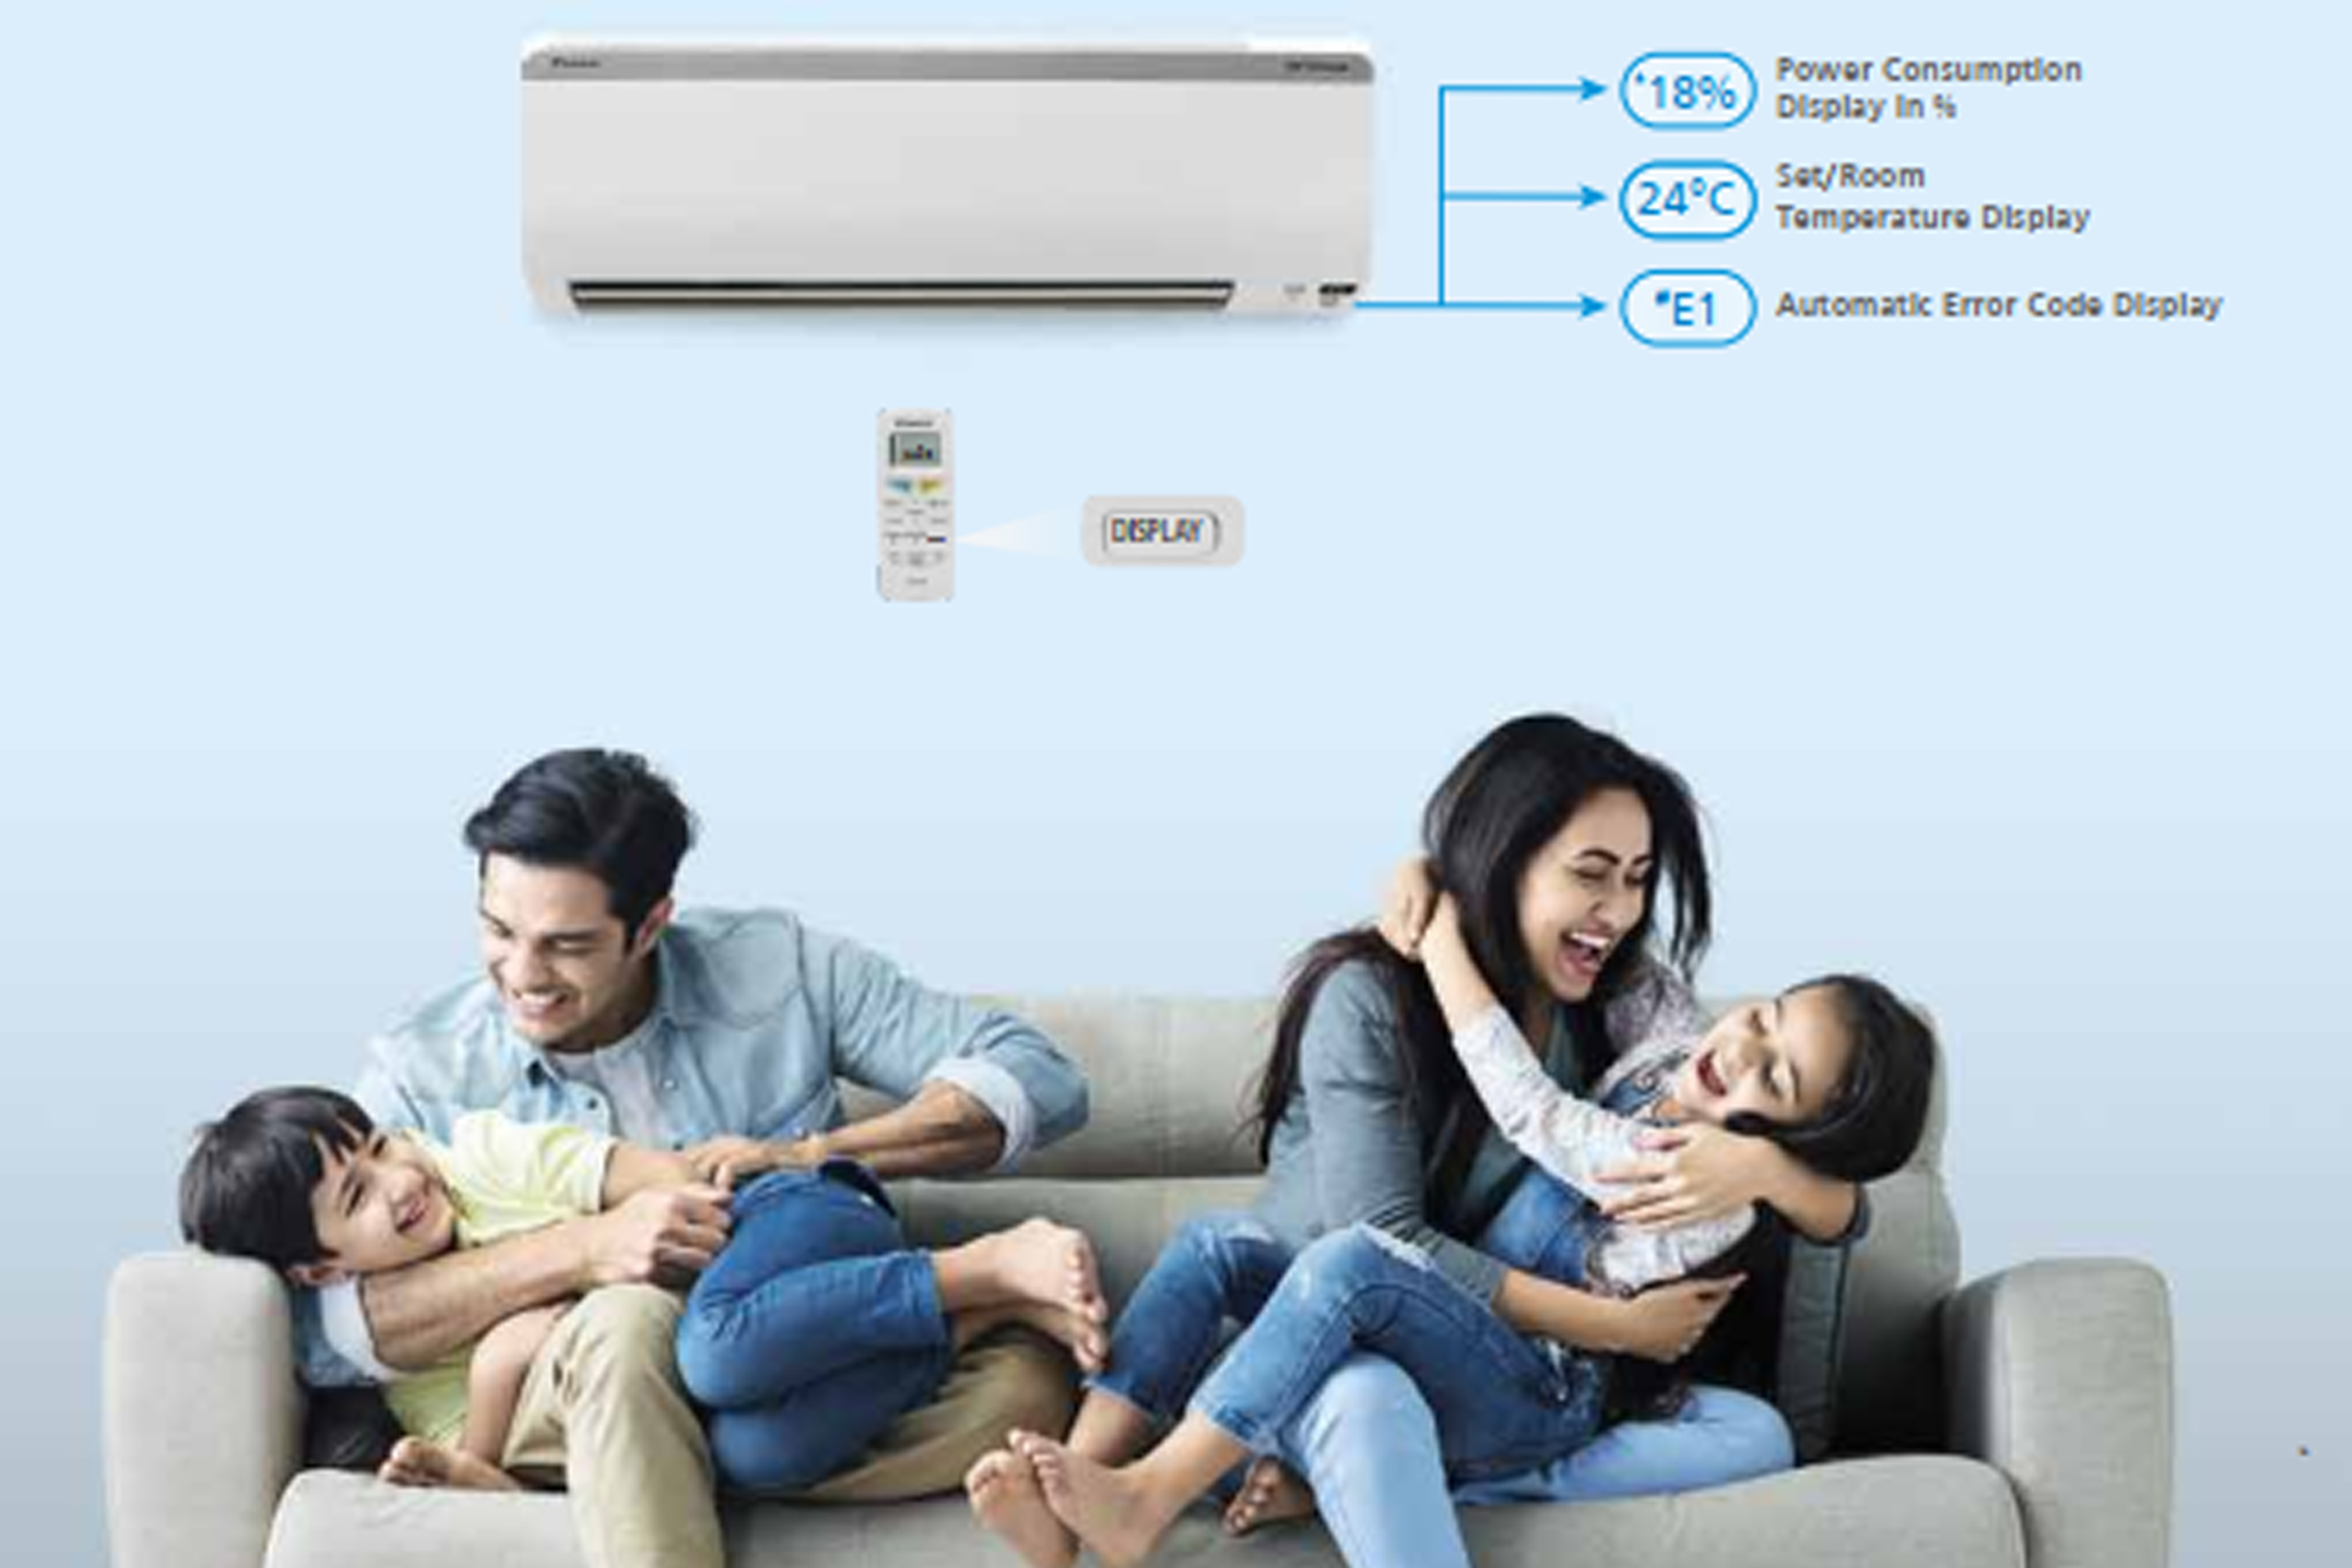 *18%
Power Consumption
Display in %
24°C
Set/Room
Temperature Display
#E1
Automatic Error Code Display
DISPLAY